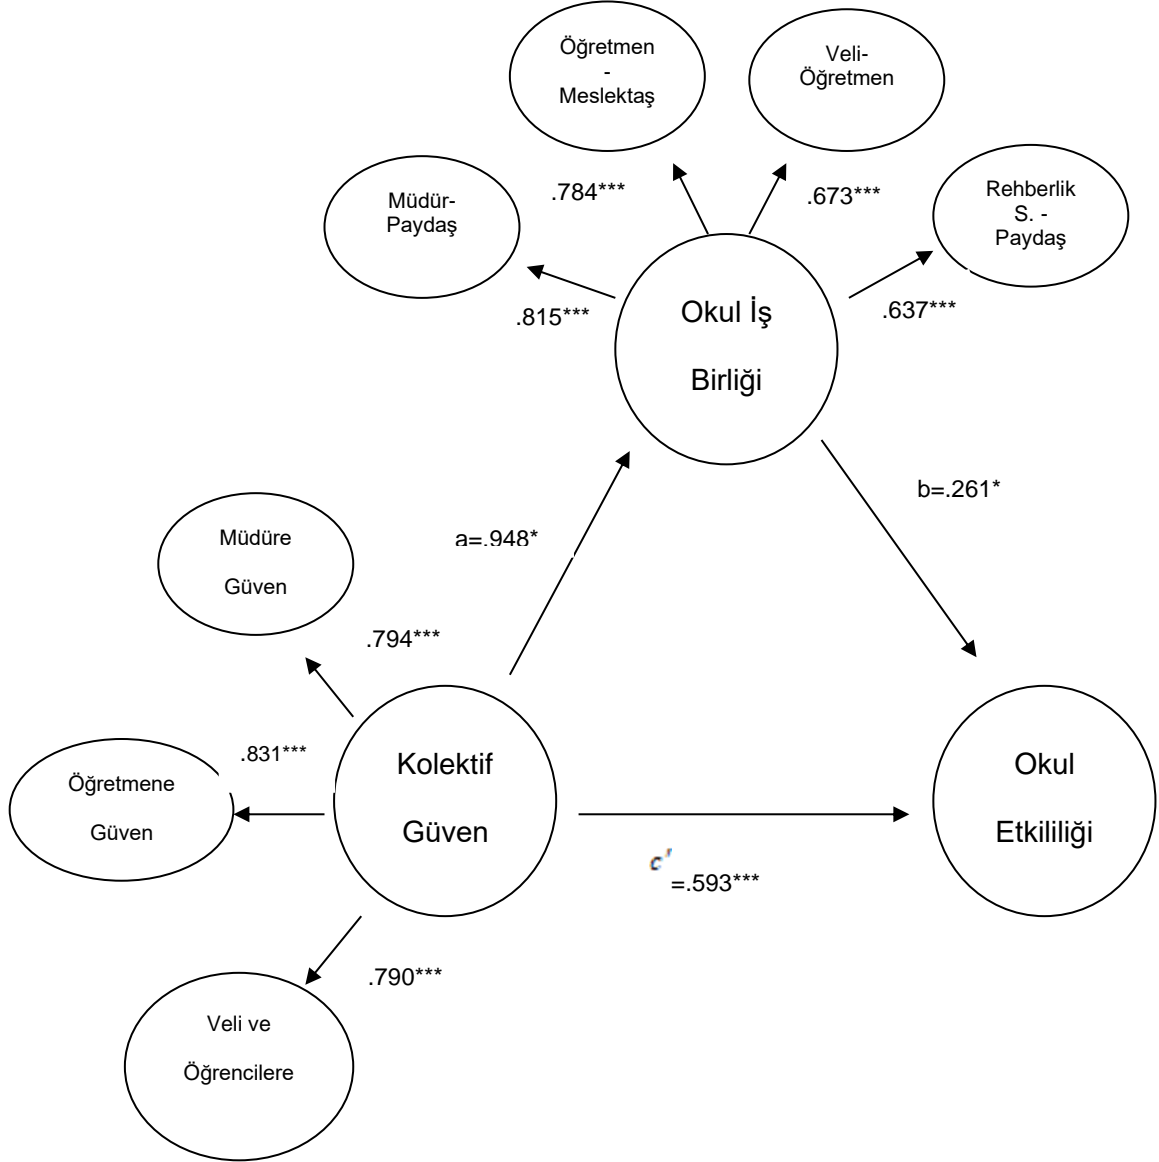 Öğretmen
-
Meslektaş
Veli-
Öğretmen
Müdür-
Paydaş
Rehberlik
S. -
Paydaş
.784***
.673***
.815***
.637***
Okul İş
Birliği
b=.261*
a=.948*
Müdüre
Güven
.794***
.831***
Öğretmene
Güven
Kolektif
Güven
Okul
Etkililiği
c'
=.593***
.790***
Veli ve
Öğrencilere